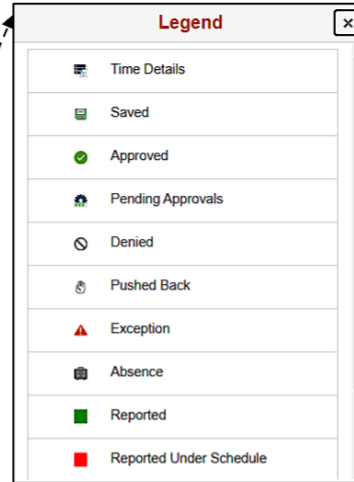 Legend
Time Details
Saved
Approved
Pending Approvals
Denied
Pushed Back
Exception
Absence
Reported
Reported Under Schedule